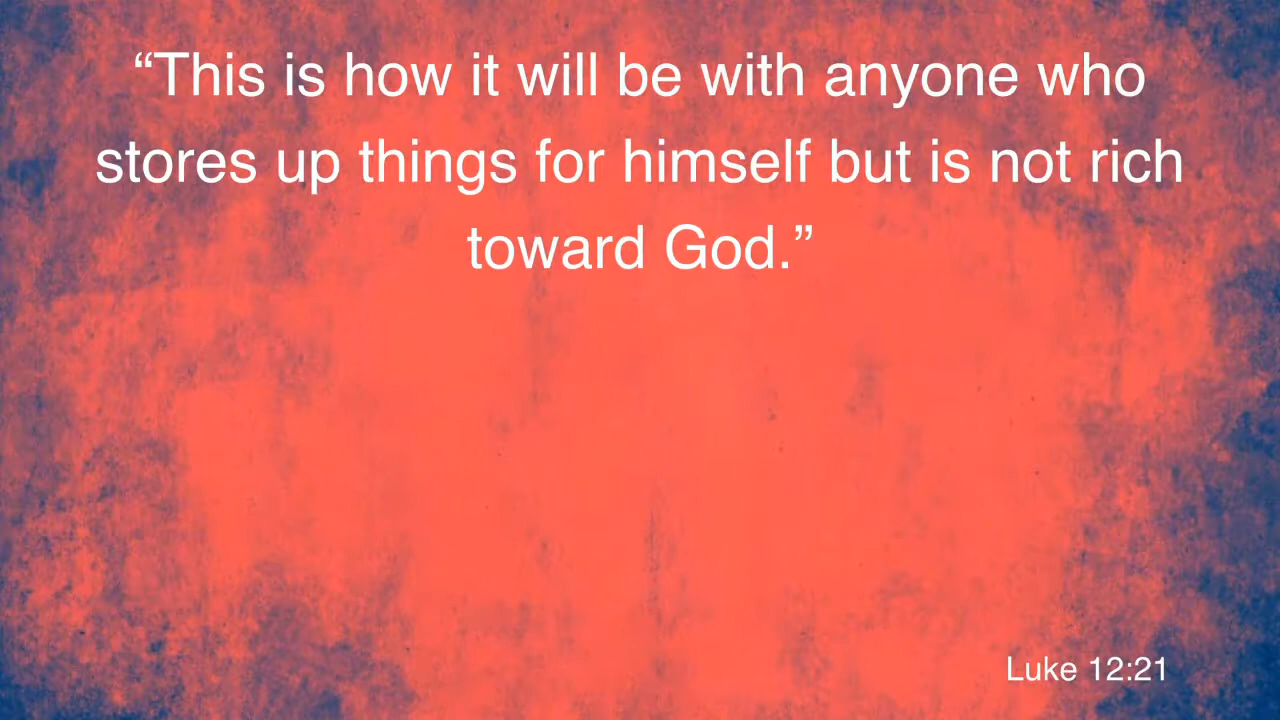 “This is how it will be with anyone who
stores up things for himself but is not rich
toward God.”
Luke 12:21